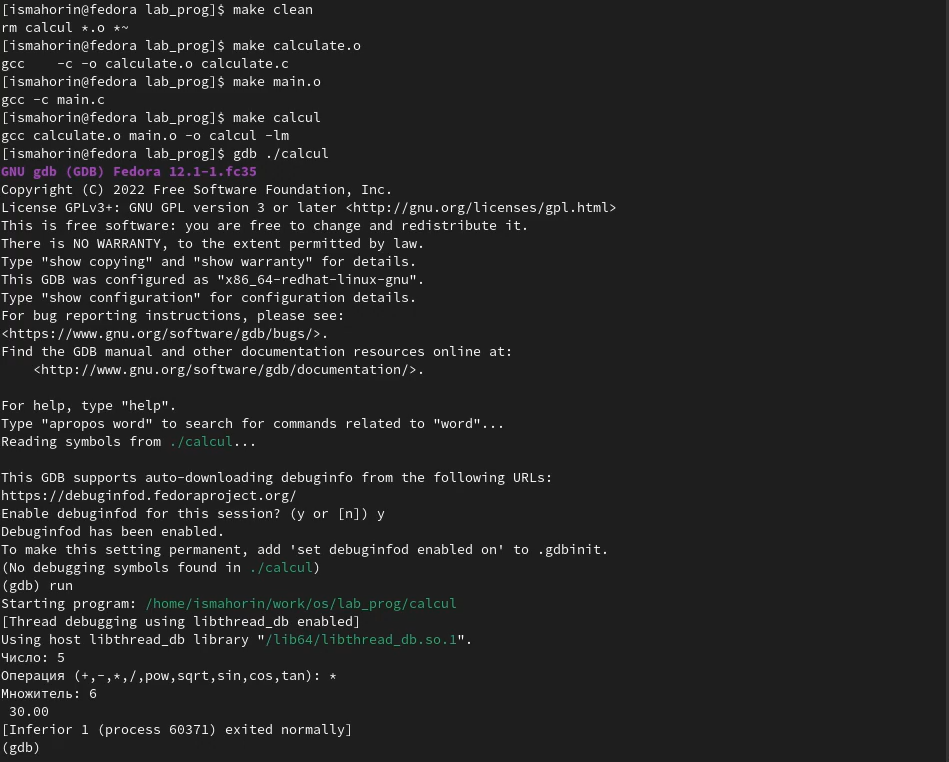 [ismahorin@fedora lab_prog]$ make clean
rm calcul *.o *~
[ismahorin@fedora lab_prog]$ make calculate.o
gcc    -c -o calculate.o calculate.c
[ismahorin@fedora lab_prog]$ make main.o
gcc -c main.c
[ismahorin@fedora lab_prog]$ make calcul
gcc calculate.o main.o -o calcul -lm
[ismahorin@fedora lab_prog]$ gdb ./calcul
GNU gdb (GDB) Fedora 12.1-1.fc35
Copyright (C) 2022 Free Software Foundation, Inc.
License GPLv3+: GNU GPL version 3 or later <http://gnu.org/licenses/gpl.html>
This is free software: you are free to change and redistribute it.
There is NO WARRANTY, to the extent permitted by law.
Type "show copying" and "show warranty" for details.
This GDB was configured as "x86_64-redhat-linux-gnu".
Type "show configuration" for configuration details.
For bug reporting instructions, please see:
<https://www.gnu.org/software/gdb/bugs/>.
Find the GDB manual and other documentation resources online at:
    <http://www.gnu.org/software/gdb/documentation/>.
For help, type "help".
Type "apropos word" to search for commands related to "word"...
Reading symbols from ./calcul...
This GDB supports auto-downloading debuginfo from the following URLs:
https://debuginfod.fedoraproject.org/
Enable debuginfod for this session? (y or [n]) y
Debuginfod has been enabled.
To make this setting permanent, add 'set debuginfod enabled on' to .gdbinit.
(No debugging symbols found in ./calcul)
(gdb) run
Starting program: /home/ismahorin/work/os/lab_prog/calcul
[Thread debugging using libthread_db enabled]
Using host libthread_db library "/lib64/libthread_db.so.1".
Число: 5
Операция (+,-,*,/,pow,sqrt,sin,cos,tan): *
Множитель: 6
 30.00
[Inferior 1 (process 60371) exited normally]
(gdb)